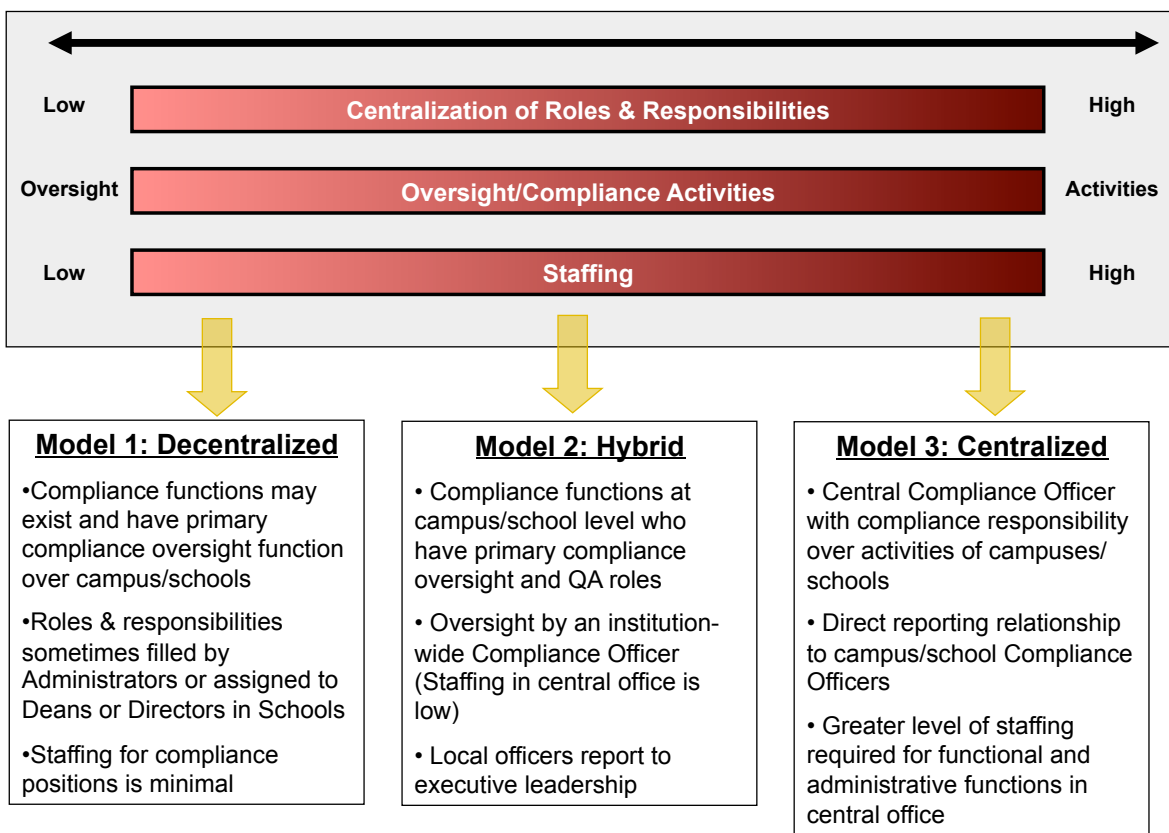 Low
Centralization of Roles & Responsibilities
High
Oversight
Oversight/Compliance Activities
Activities
Low
Staffing
High
Model 1: Decentralized
•Compliance functions may
exist and have primary
compliance oversight function
over campus/schools
•Roles & responsibilities
sometimes filled by
Administrators or assigned to
Deans or Directors in Schools
•Staffing for compliance
positions is minimal
Model 2: Hybrid
• Compliance functions at
campus/school level who
have primary compliance
oversight and QA roles
• Oversight by an institution-
wide Compliance Officer
(Staffing in central office is
low)
• Local officers report to
executive leadership
Model 3: Centralized
• Central Compliance Officer
with compliance responsibility
over activities of campuses/
schools
• Direct reporting relationship
to campus/school Compliance
Officers
• Greater level of staffing
required for functional and
administrative functions in
central office